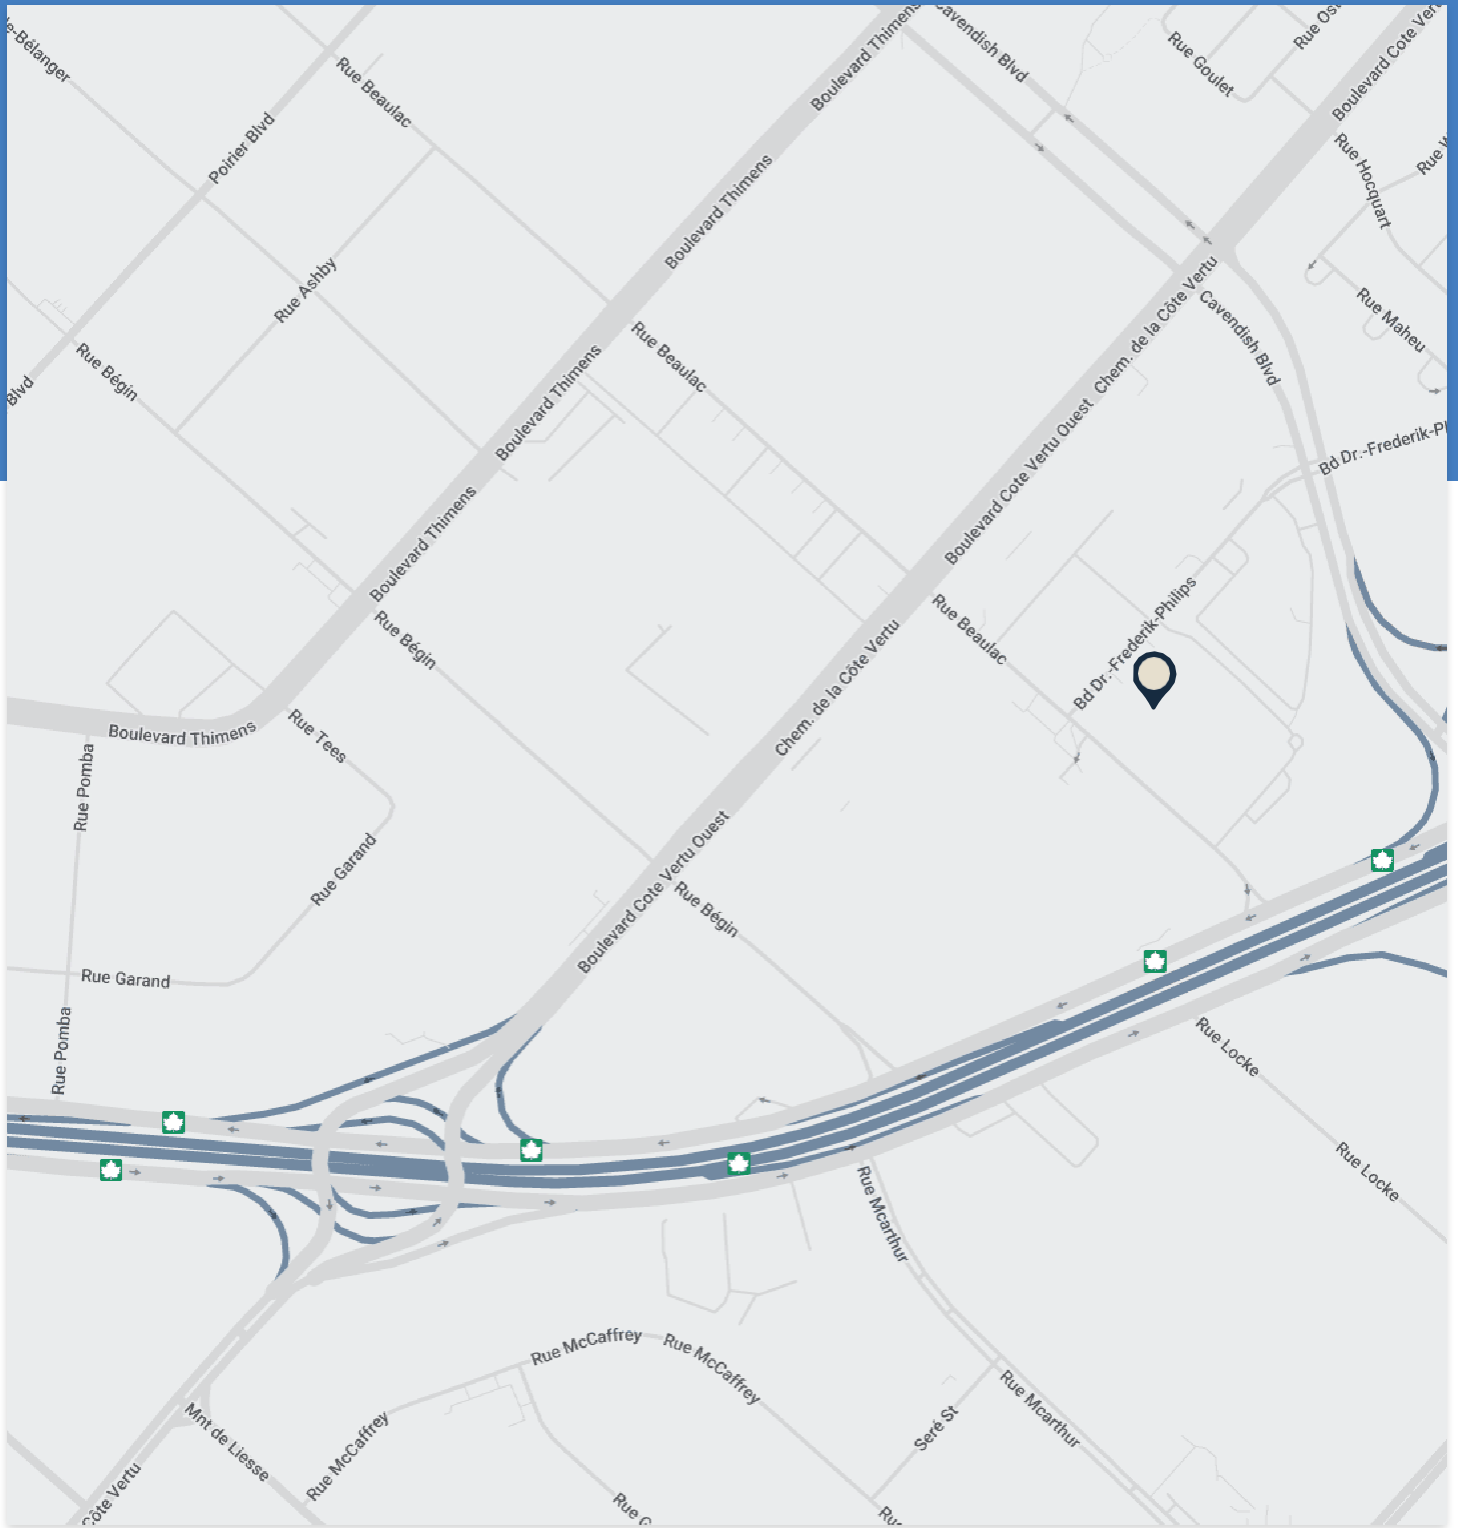 Cavendish Blvd
Boulevard Thimens
Boulevard Cote Ver
Rue Goulet
Rue Os
e-Bélanger
Rue Beaulac
Poirier Blvd
Rue Hocquart
Rue
Boulevard Thimens
Rue Ashby
Chem. de la Côte Vertu
Cavendish Blvd
Rue Maheu
Rue Bégin
Blvd
Rue Beaulac
Boulevard Thimens
Boulevard Cote Vertu Ouest
Bd Dr.-Frederik-P
Boulevard Thimens
Rue Bégin
Rue Beaulac
Bd Dr.-Frederik-Philips
Chem. de la Côte Vertu
Boulevard Thimens
Rue Tees
Rue Pomba
Rue Garand
Boulevard Cote Vertu Ouest
Rue Bégin
Rue Garand
Rue Pomba
Rue Locke
Rue Locke
Rue Mcarthur
Rue McCaffrey
Rue McCaffrey
Rue Mcarthur
Mnt de Liesse
Rue McCaffrey
Seré St
Côte Vertu
Rue G
Rue